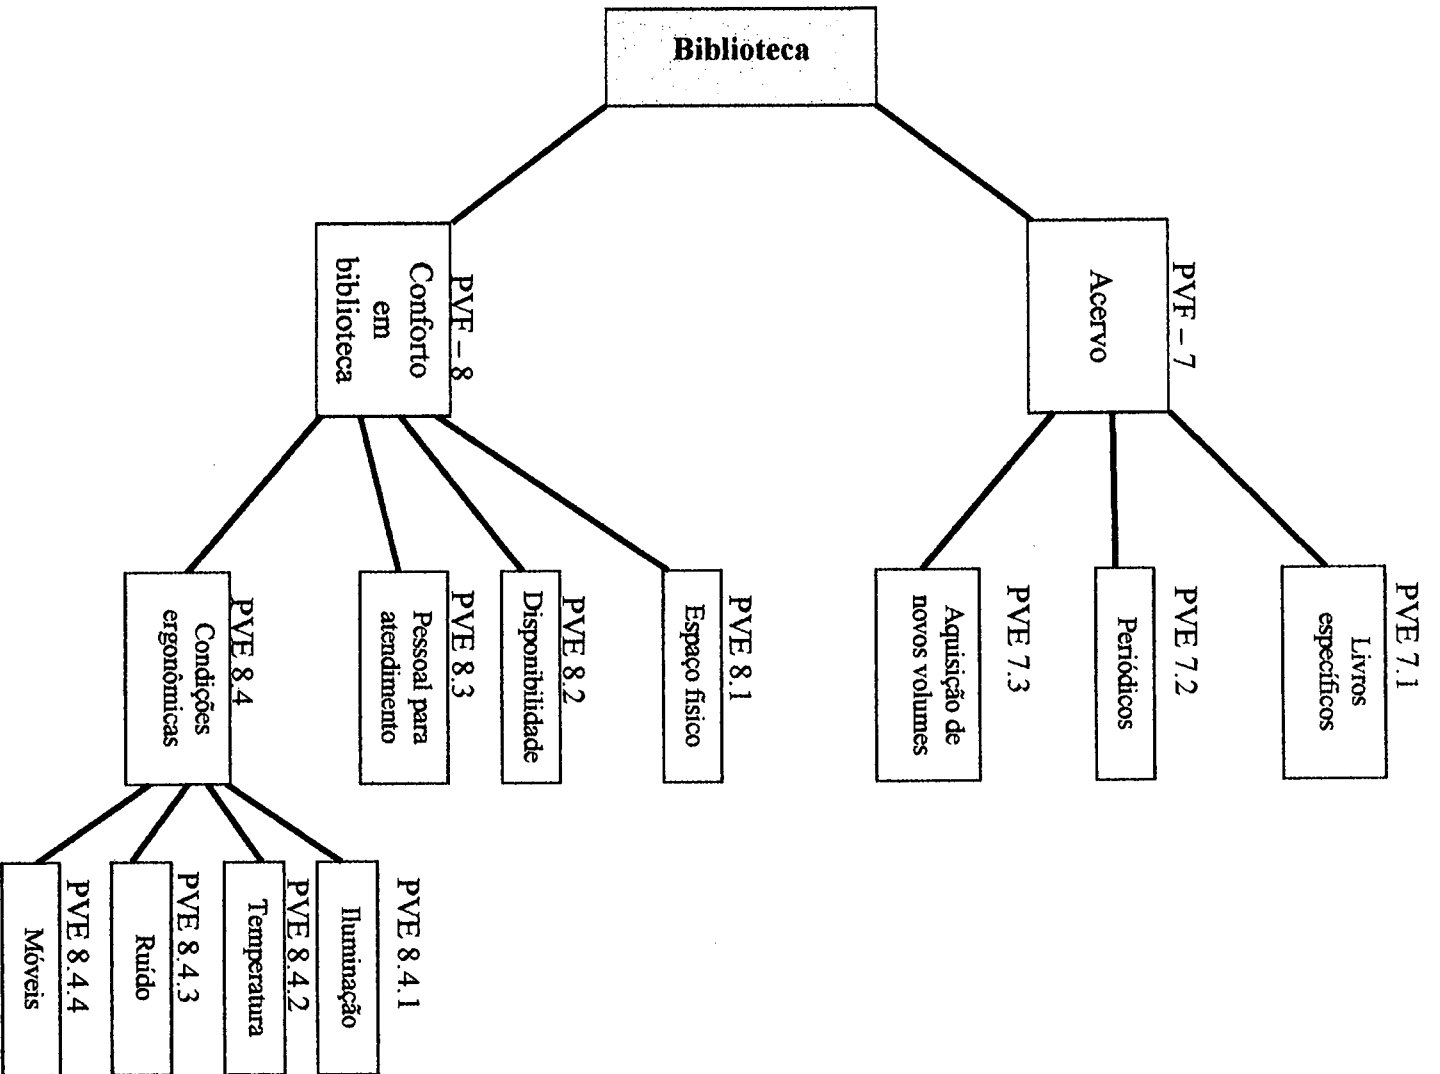 Biblioteca
PVF – 7
Acervo
PVF – 8
Conforto
em
biblioteca
PVE 7.1
Livros
específicos
PVE 7.2
Periódicos
PVE 7.3
Aquisição de
novos volumes
PVE 8.1
Espaço físico
PVE 8.2
Disponibilidade
PVE 8.3
Pessoal para
atendimento
PVE 8.4
Condições
ergonômicas
PVE 8.4.1
Iluminação
PVE 8.4.2
Temperatura
PVE 8.4.3
Ruído
PVE 8.4.4
Móveis